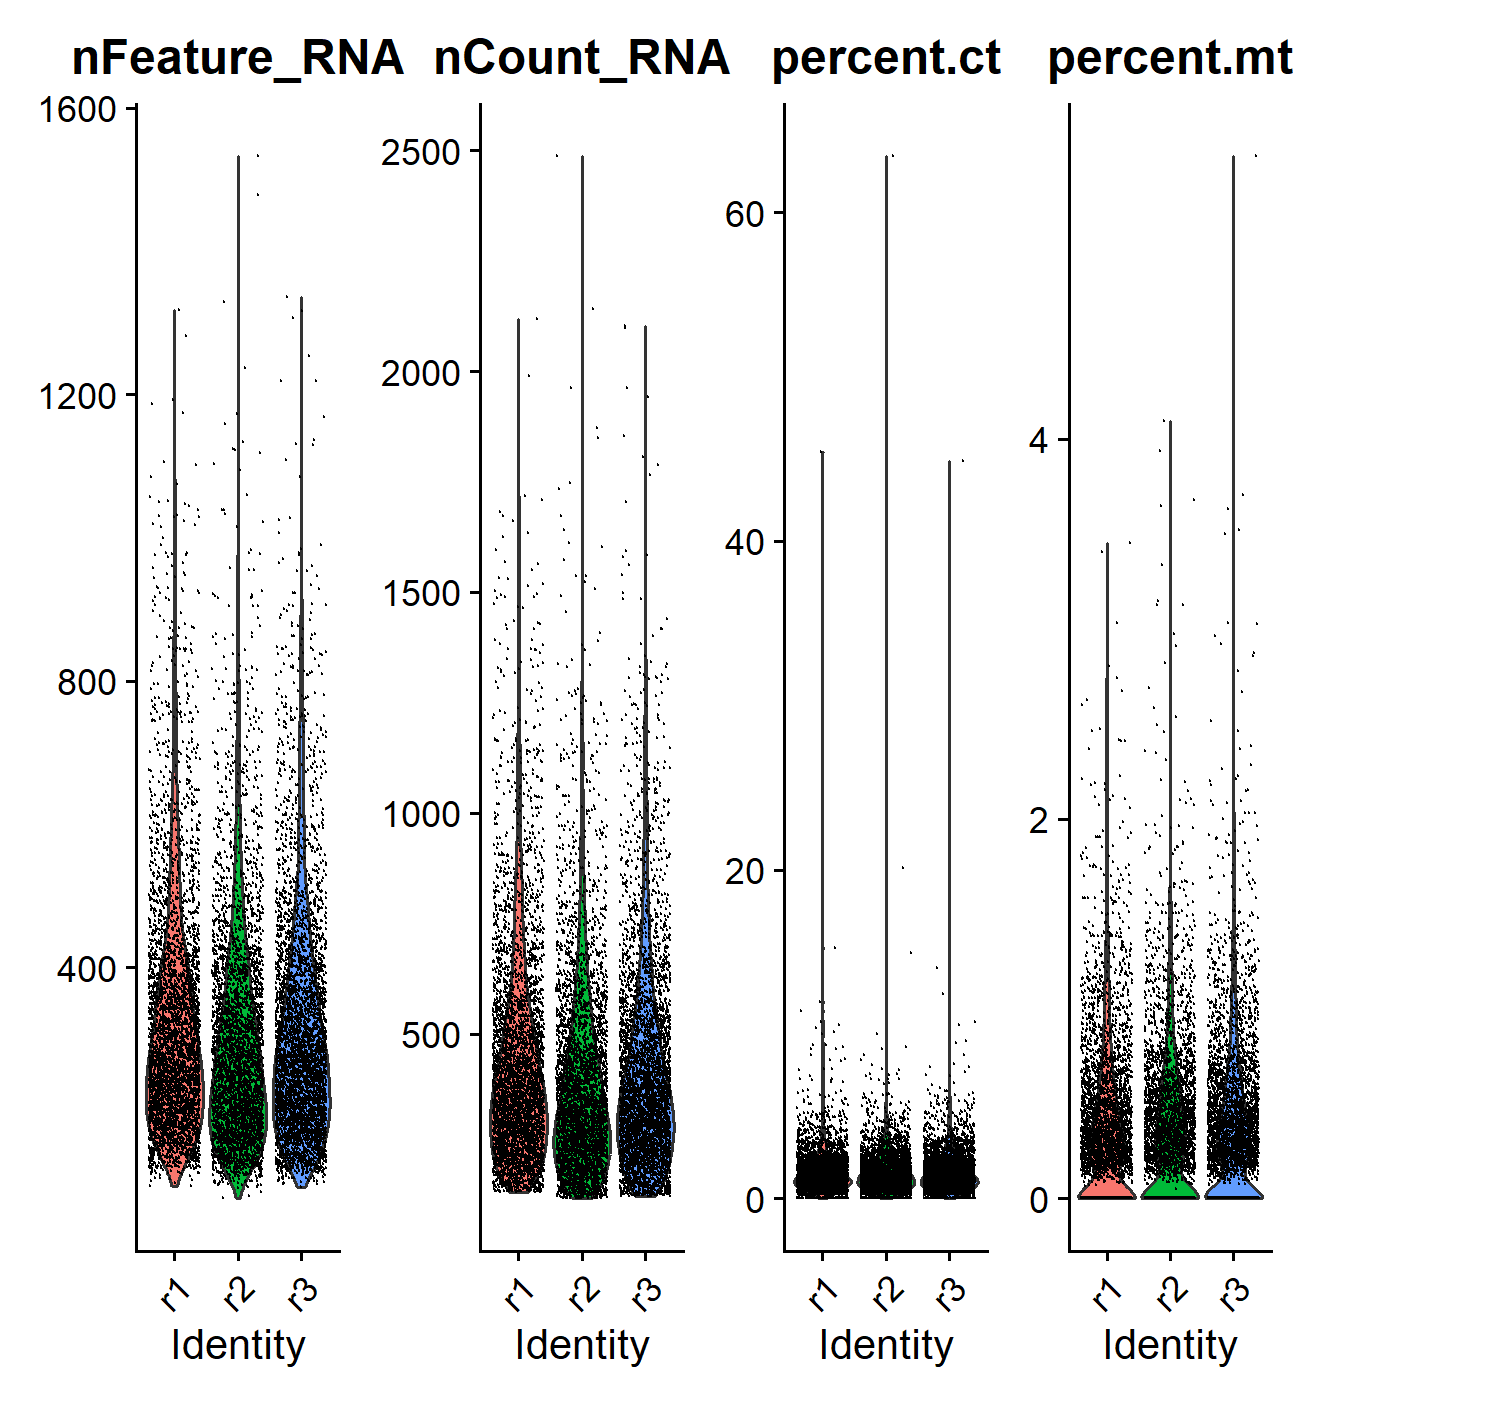 nFeature_RNA
1600
1200
800
400
r1 r2 r3
Identity
nCount_RNA
2500
2000
1500
1000
500
r1 r2 r3
Identity
percent.ct
60
40
20
0
r1 r2 r3
Identity
percent.mt
4
2
0
r1 r2 r3
Identity